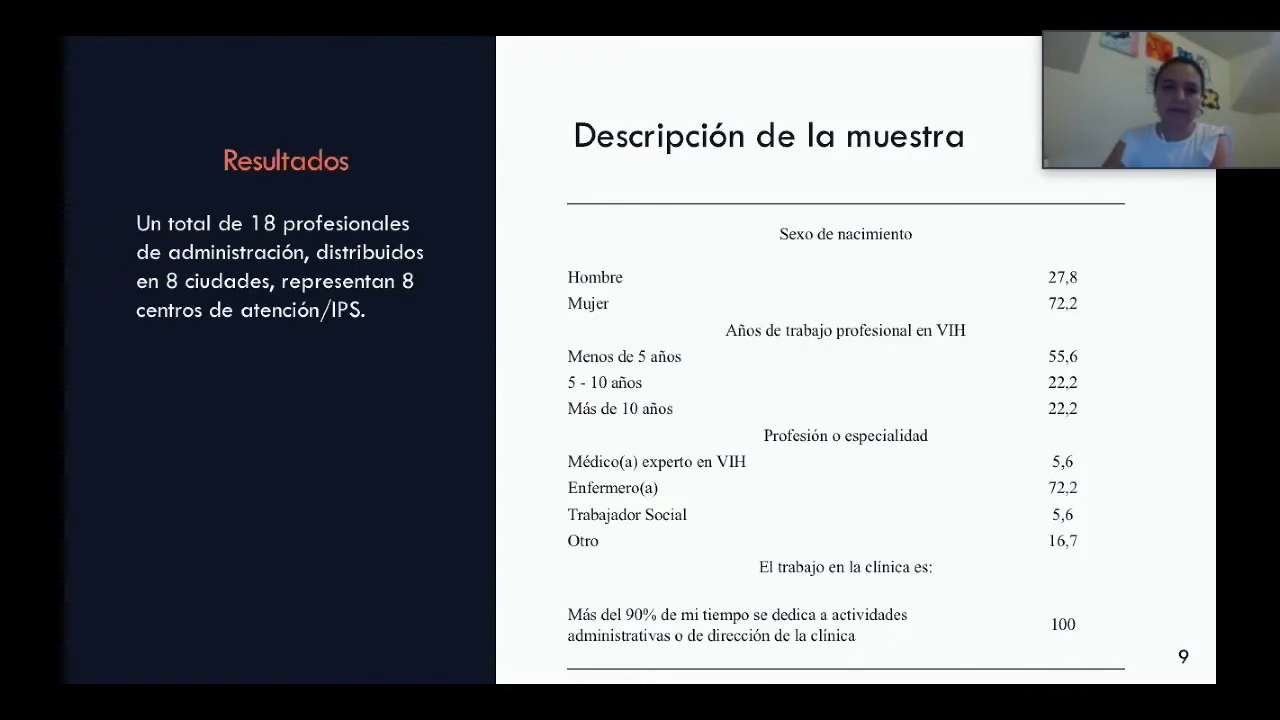 Resultados
Un total de 18 profesionales
de administración, distribuidos
en 8 ciudades, representan 8
centros de atención/IPS.
Descripción de la muestra
Sexo de nacimiento
Hombre 27,8
Mujer 72,2
Años de trabajo profesional en VIH
Menos de 5 años 55,6
5 - 10 años 22,2
Más de 10 años 22,2
Profesión o especialidad
Médico(a) experto en VIH 5,6
Enfermero(a) 72,2
Trabajador Social 5,6
Otro 16,7
El trabajo en la clínica es:
Más del 90% de mi tiempo se dedica a actividades
administrativas o de dirección de la clínica 100
9